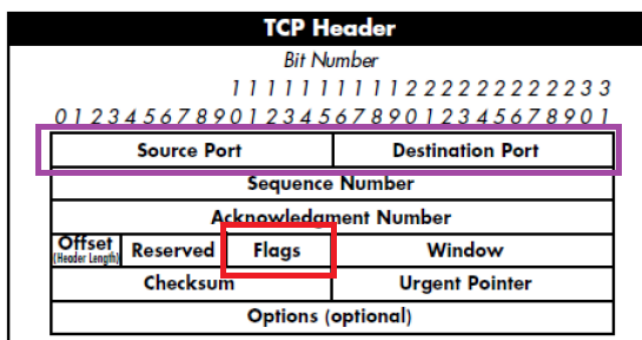 TCP Header
Bit Number
1 1 1 1 1 1 1 1 1 1 2 2 2 2 2 2 2 2 2 2 3 3
0 1 2 3 4 5 6 7 8 9 0 1 2 3 4 5 6 7 8 9 0 1 2 3 4 5 6 7 8 9 0 1
Source Port Destination Port
Sequence Number
Acknowledgment Number
Offset (Header Length) Reserved Flags Window
Checksum Urgent Pointer
Options (optional)